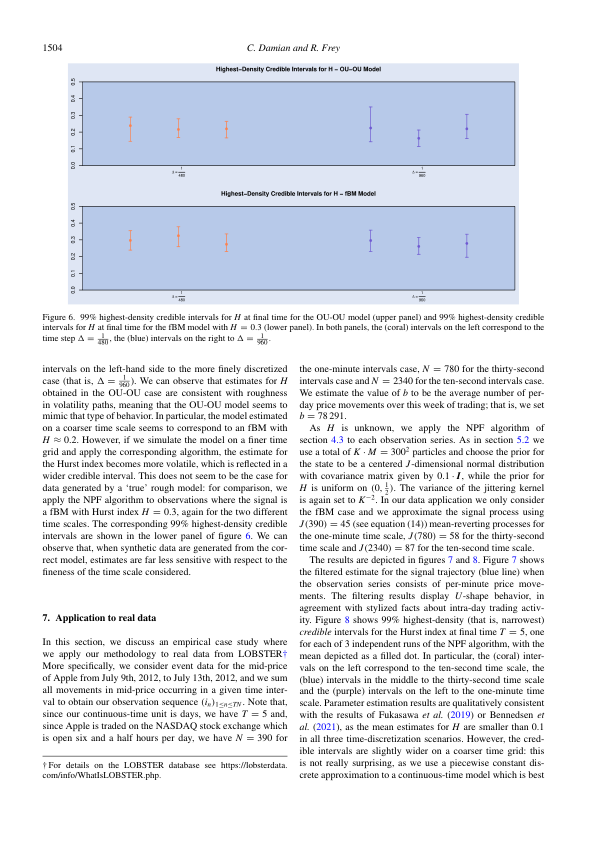 1504
C. Damian and R. Frey
Highest−Density Credible Intervals for H − OU−OU Model
0.0 0.1 0.2 0.3 0.4 0.5
Δ = 1/480
Δ = 1/960
Highest−Density Credible Intervals for H − fBM Model
0.0 0.1 0.2 0.3 0.4 0.5
Δ = 1/480
Δ = 1/960
Figure 6. 99% highest-density credible intervals for H at final time for the OU-OU model (upper panel) and 99% highest-density credible
intervals for H at final time for the fBM model with H = 0.3 (lower panel). In both panels, the (coral) intervals on the left correspond to the
time step Δ = 1/480, the (blue) intervals on the right to Δ = 1/960.
intervals on the left-hand side to the more finely discretized
case (that is, Δ = 1/960). We can observe that estimates for H
obtained in the OU-OU case are consistent with roughness
in volatility paths, meaning that the OU-OU model seems to
mimic that type of behavior. In particular, the model estimated
on a coarser time scale seems to correspond to an fBM with
H ≈ 0.2. However, if we simulate the model on a finer time
grid and apply the corresponding algorithm, the estimate for
the Hurst index becomes more volatile, which is reflected in a
wider credible interval. This does not seem to be the case for
data generated by a ‘true’ rough model: for comparison, we
apply the NPF algorithm to observations where the signal is
a fBM with Hurst index H = 0.3, again for the two different
time scales. The corresponding 99% highest-density credible
intervals are shown in the lower panel of figure 6. We can
observe that, when synthetic data are generated from the cor-
rect model, estimates are far less sensitive with respect to the
fineness of the time scale considered.
7. Application to real data
In this section, we discuss an empirical case study where
we apply our methodology to real data from LOBSTER†
More specifically, we consider event data for the mid-price
of Apple from July 9th, 2012, to July 13th, 2012, and we sum
all movements in mid-price occurring in a given time inter-
val to obtain our observation sequence (iₙ)1≤n≤TN. Note that,
since our continuous-time unit is days, we have T = 5 and,
since Apple is traded on the NASDAQ stock exchange which
is open six and a half hours per day, we have N = 390 for
† For details on the LOBSTER database see https://lobsterdata.
com/info/WhatIsLOBSTER.php.
the one-minute intervals case, N = 780 for the thirty-second
intervals case and N = 2340 for the ten-second intervals case.
We estimate the value of b to be the average number of per-
day price movements over this week of trading; that is, we set
b = 78 291.
As H is unknown, we apply the NPF algorithm of
section 4.3 to each observation series. As in section 5.2 we
use a total of K · M = 300² particles and choose the prior for
the state to be a centered J-dimensional normal distribution
with covariance matrix given by 0.1 · I, while the prior for
H is uniform on (0, 1/2). The variance of the jittering kernel
is again set to K⁻². In our data application we only consider
the fBM case and we approximate the signal process using
J(390) = 45 (see equation (14)) mean-reverting processes for
the one-minute time scale, J(780) = 58 for the thirty-second
time scale and J(2340) = 87 for the ten-second time scale.
The results are depicted in figures 7 and 8. Figure 7 shows
the filtered estimate for the signal trajectory (blue line) when
the observation series consists of per-minute price move-
ments. The filtering results display U-shape behavior, in
agreement with stylized facts about intra-day trading activ-
ity. Figure 8 shows 99% highest-density (that is, narrowest)
credible intervals for the Hurst index at final time T = 5, one
for each of 3 independent runs of the NPF algorithm, with the
mean depicted as a filled dot. In particular, the (coral) inter-
vals on the left correspond to the ten-second time scale, the
(blue) intervals in the middle to the thirty-second time scale
and the (purple) intervals on the left to the one-minute time
scale. Parameter estimation results are qualitatively consistent
with the results of Fukasawa et al. (2019) or Bennedsen et
al. (2021), as the mean estimates for H are smaller than 0.1
in all three time-discretization scenarios. However, the cred-
ible intervals are slightly wider on a coarser time grid: this
is not really surprising, as we use a piecewise constant dis-
crete approximation to a continuous-time model which is best